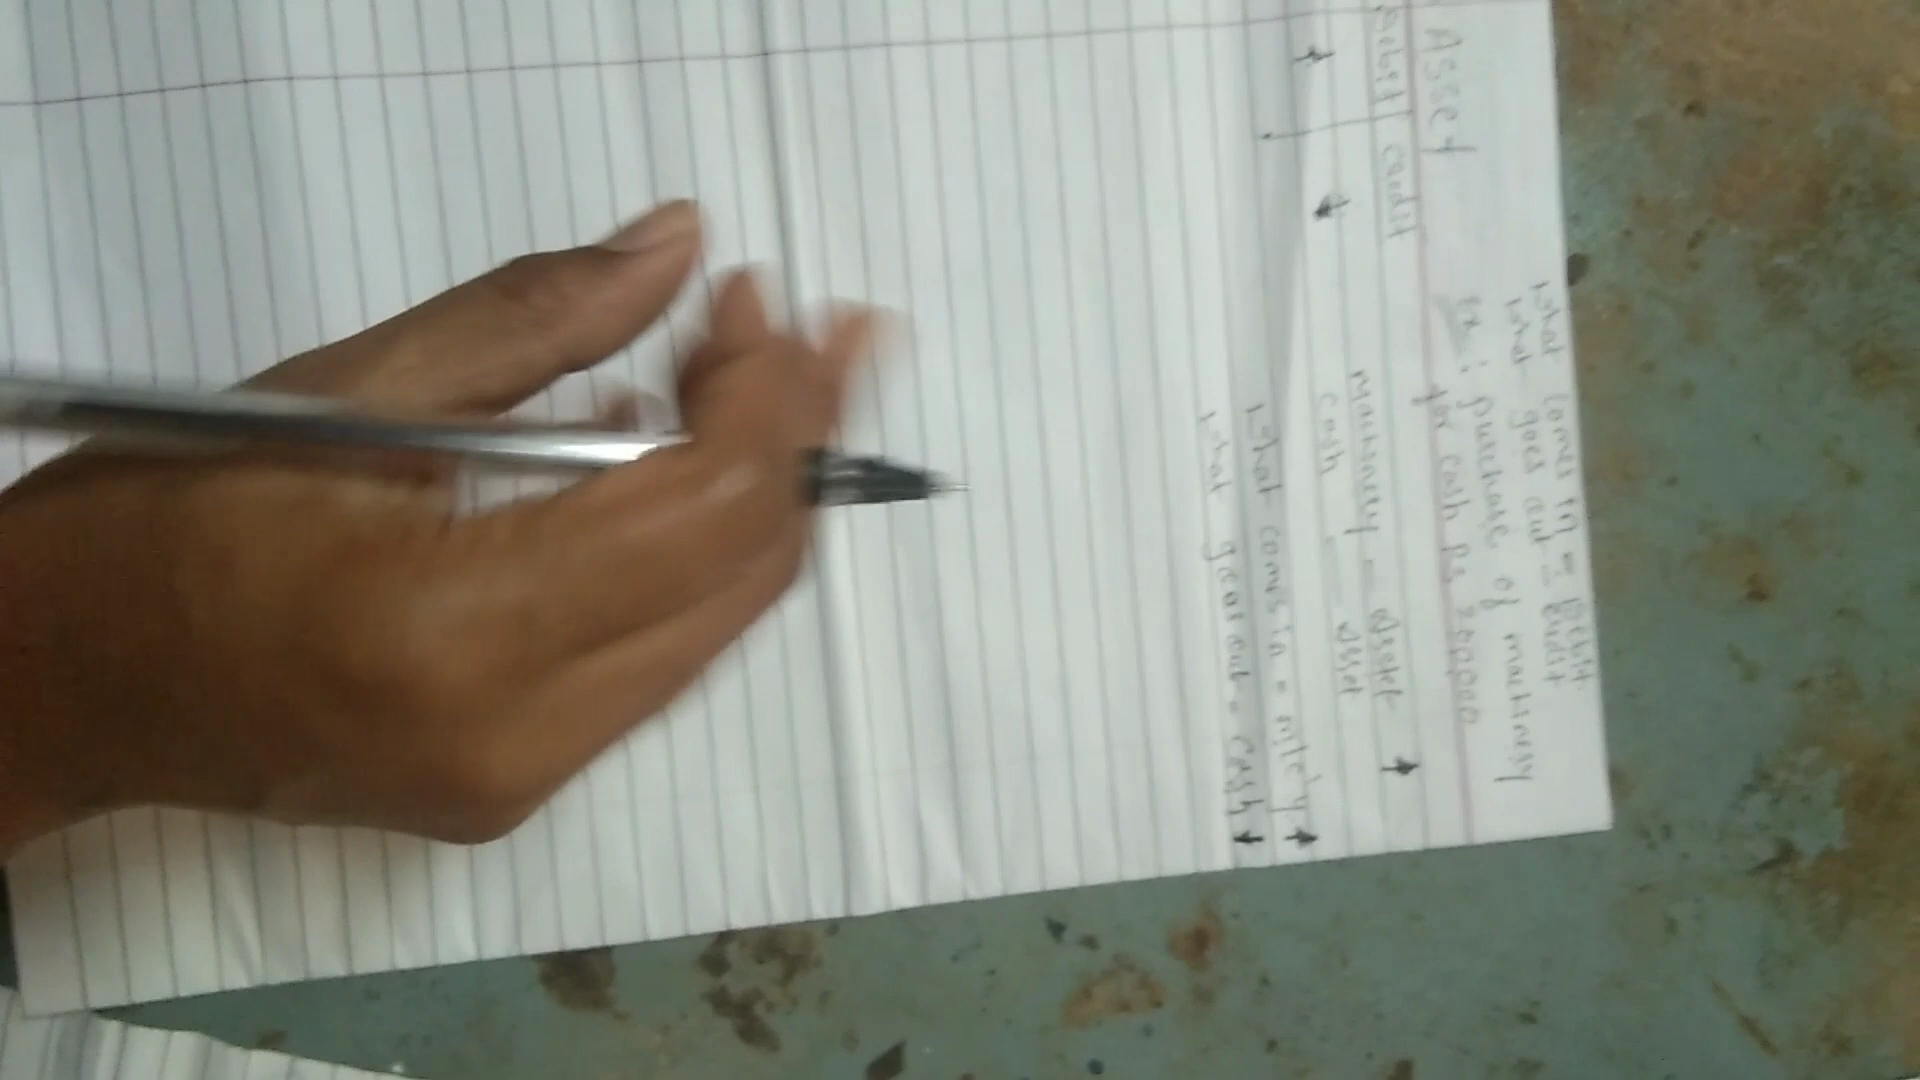 What comes in = Debit.
What goes out = credit
Asset
Ex: purchase of machinery
for cash Rs 20000
Debit credit
machinery - Asset ↑
cash - Asset
↑ ↓
What comes in = m/c'y ↑
What goes out - cash ↓